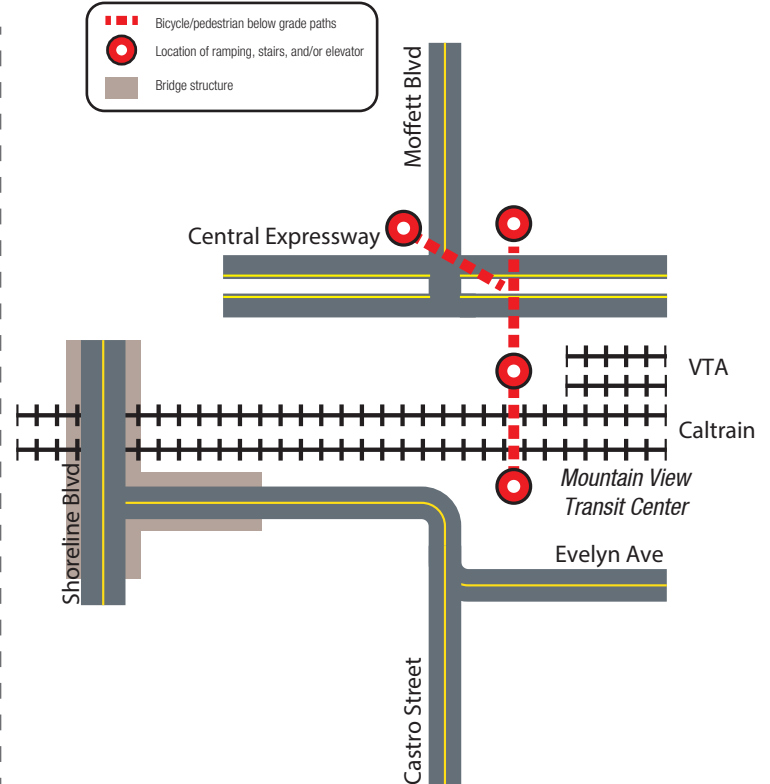 Bicycle/pedestrian below grade paths
Location of ramping, stairs, and/or elevator
Bridge structure
Moffett Blvd
Central Expressway
VTA
Caltrain
Mountain View
Transit Center
Shoreline Blvd
Evelyn Ave
Castro Street